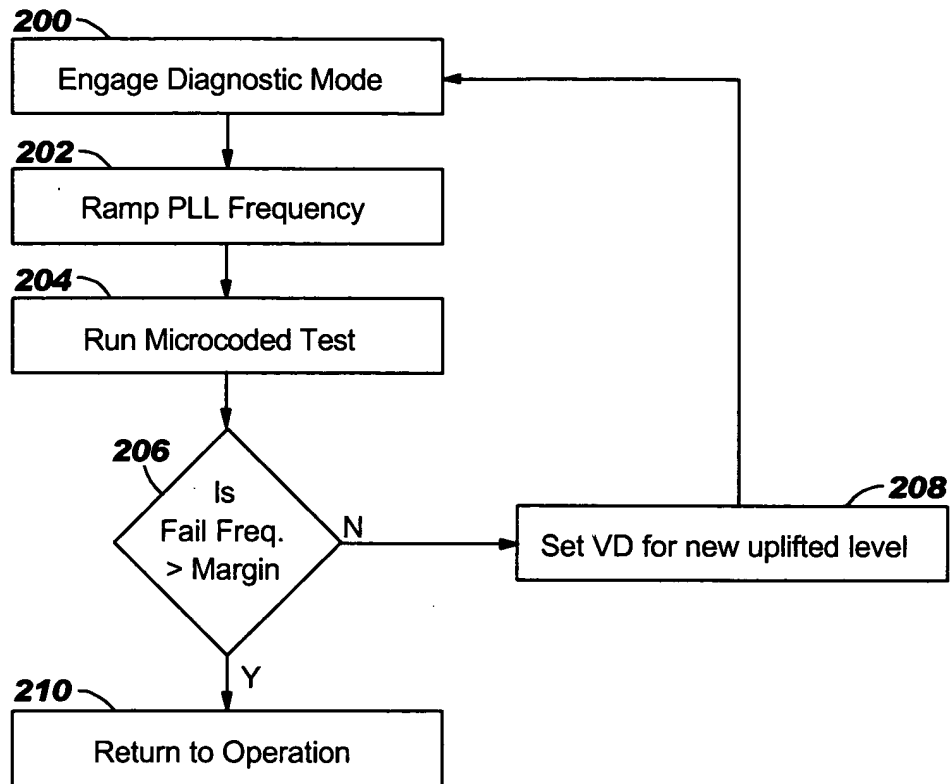 200
Engage Diagnostic Mode
202
Ramp PLL Frequency
204
Run Microcoded Test
206
Is
Fail Freq.
> Margin
N
208
Set VD for new uplifted level
Y
210
Return to Operation